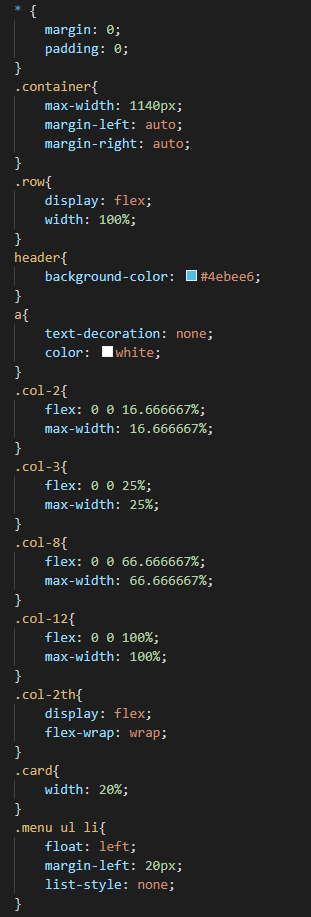 * {
    margin: 0;
    padding: 0;
}
.container{
    max-width: 1140px;
    margin-left: auto;
    margin-right: auto;
}
.row{
    display: flex;
    width: 100%;
}
header{
    background-color: #4ebee6;
}
a{
    text-decoration: none;
    color: white;
}
.col-2{
    flex: 0 0 16.666667%;
    max-width: 16.666667%;
}
.col-3{
    flex: 0 0 25%;
    max-width: 25%;
}
.col-8{
    flex: 0 0 66.666667%;
    max-width: 66.666667%;
}
.col-12{
    flex: 0 0 100%;
    max-width: 100%;
}
.col-2th{
    display: flex;
    flex-wrap: wrap;
}
.card{
    width: 20%;
}
.menu ul li{
    float: left;
    margin-left: 20px;
    list-style: none;
}